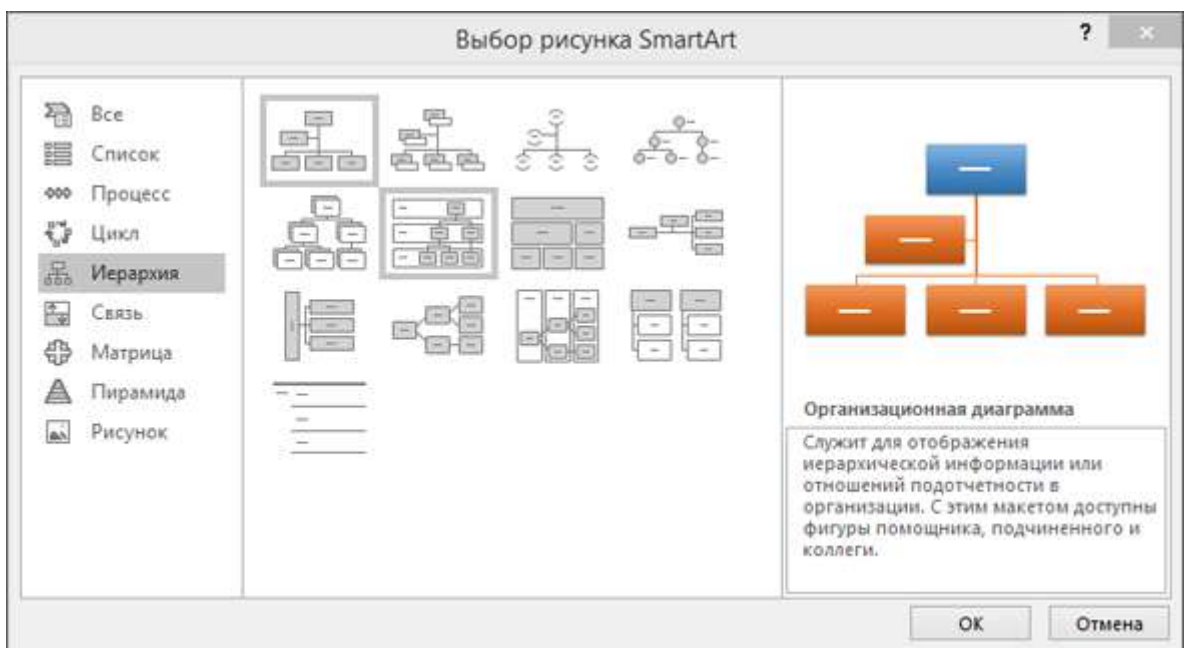 Выбор рисунка SmartArt
?
Все
Список
Процесс
Цикл
Иерархия
Связь
Матрица
Пирамида
Рисунок
Организационная диаграмма
Служит для отображения
иерархической информации или
отношений подотчетности в
организации. С этим макетом доступны
фигуры помощника, подчиненного и
коллеги.
ОК
Отмена